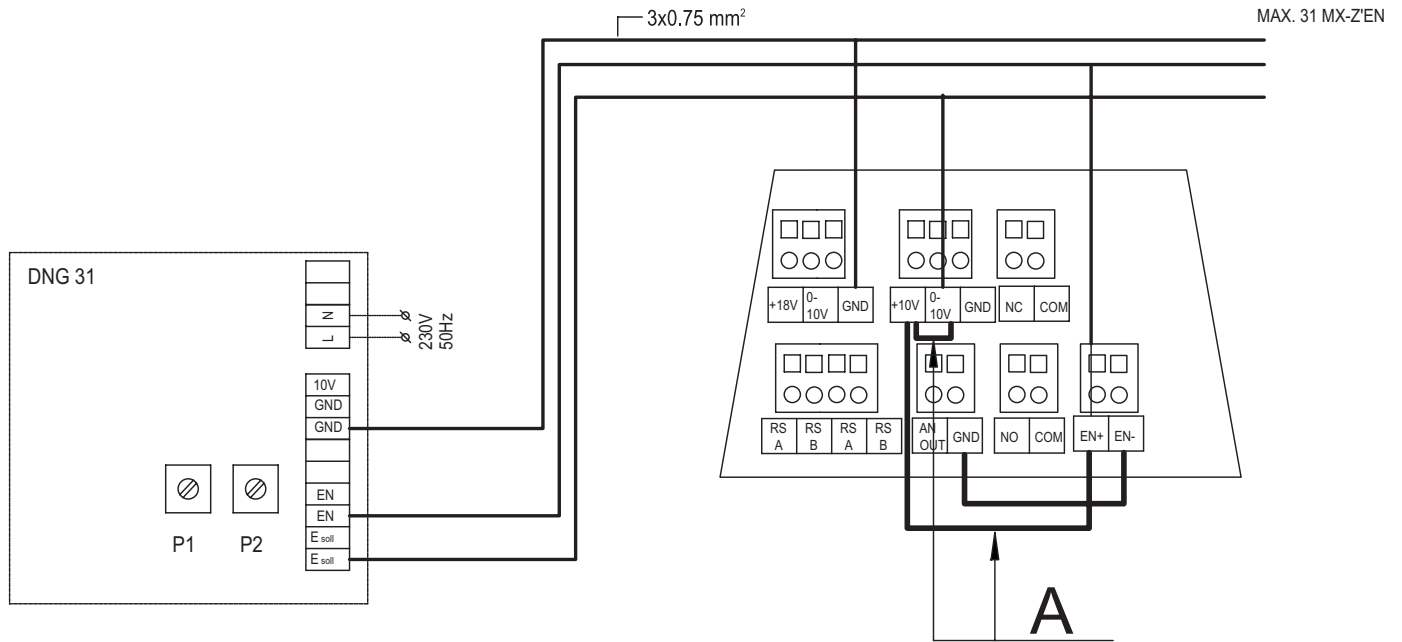 3x0.75 mm²
MAX. 31 MX-Z'EN
DNG 31
N
L
230V
50Hz
10V
GND
GND
EN
EN
E soll
E soll
P1
P2
+18V
0-
10V
GND
+10V
0-
10V
GND
NC
COM
RS
A
RS
B
RS
A
RS
B
AN
OUT
GND
NO
COM
EN+
EN-
A